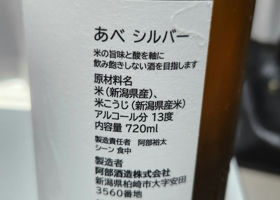 あべ シルバー
米の旨味と酸を軸に
飲み飽きしない酒を目指します
原材料名
米（新潟県産）、
米こうじ（新潟県産米）
アルコール分 13度
内容量 720ml
製造責任者 阿部裕太
シーン 食中
製造者
阿部酒造株式会社
新潟県柏崎市大字安田
3560番地